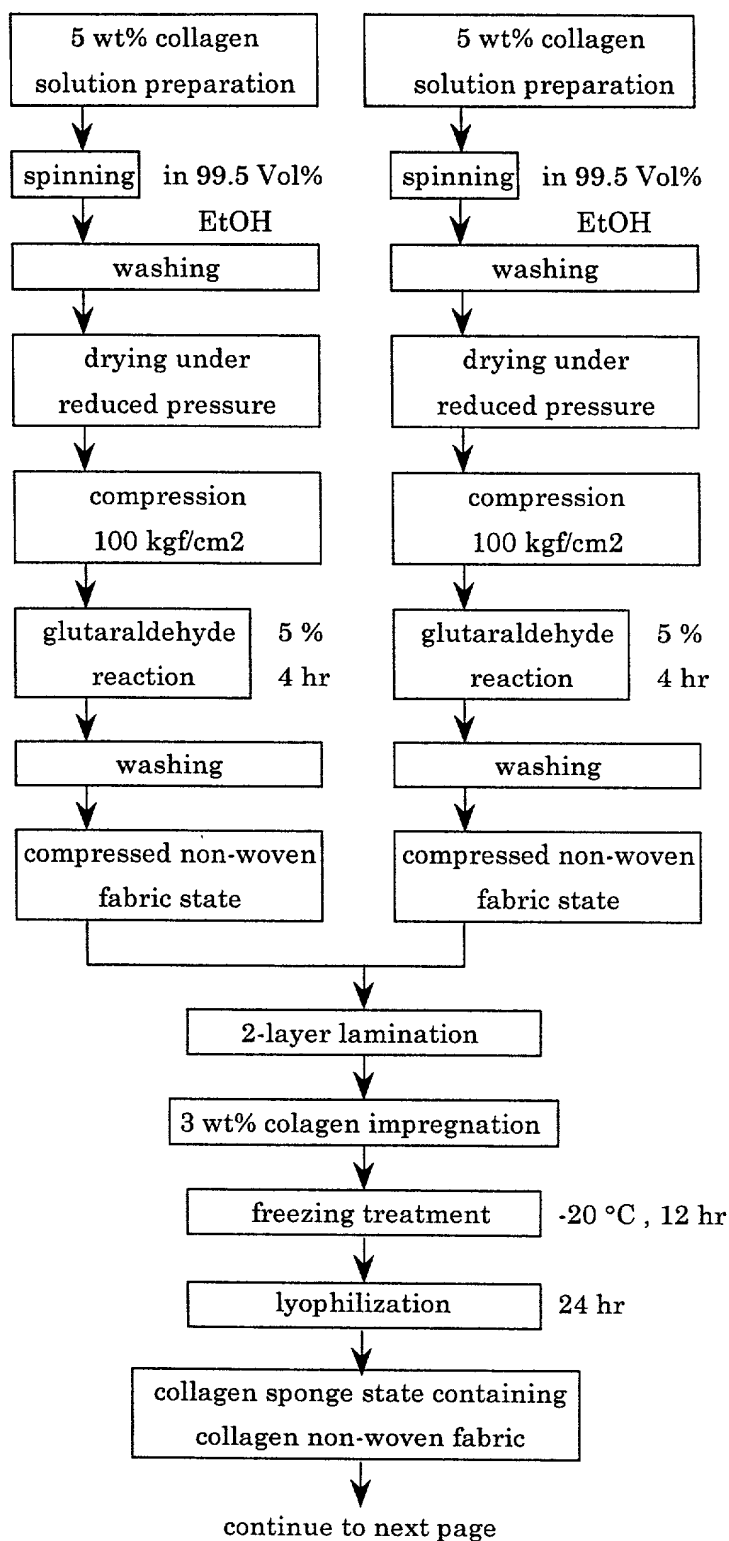 5 wt% collagen
solution preparation
5 wt% collagen
solution preparation
spinning in 99.5 Vol%
EtOH
spinning in 99.5 Vol%
EtOH
washing
washing
drying under
reduced pressure
drying under
reduced pressure
compression
100 kgf/cm2
compression
100 kgf/cm2
glutaraldehyde 5 %
reaction 4 hr
glutaraldehyde 5 %
reaction 4 hr
washing
washing
compressed non-woven
fabric state
compressed non-woven
fabric state
2-layer lamination
3 wt% colagen impregnation
freezing treatment -20 °C , 12 hr
lyophilization 24 hr
collagen sponge state containing
collagen non-woven fabric
continue to next page